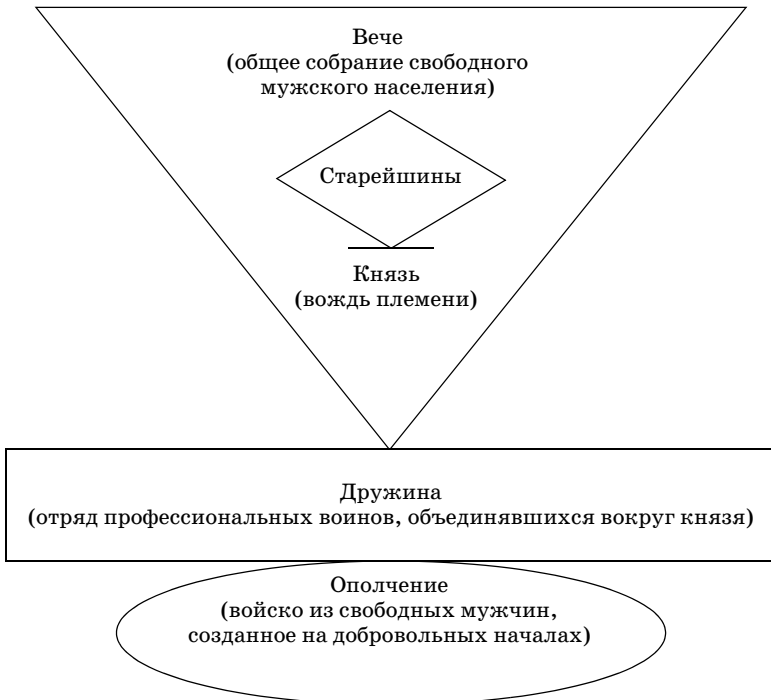 Вече
(общее собрание свободного
мужского населения)
Старейшины
Князь
(вождь племени)
Дружина
(отряд профессиональных воинов, объединявшихся вокруг князя)
Ополчение
(войско из свободных мужчин,
созданное на добровольных началах)